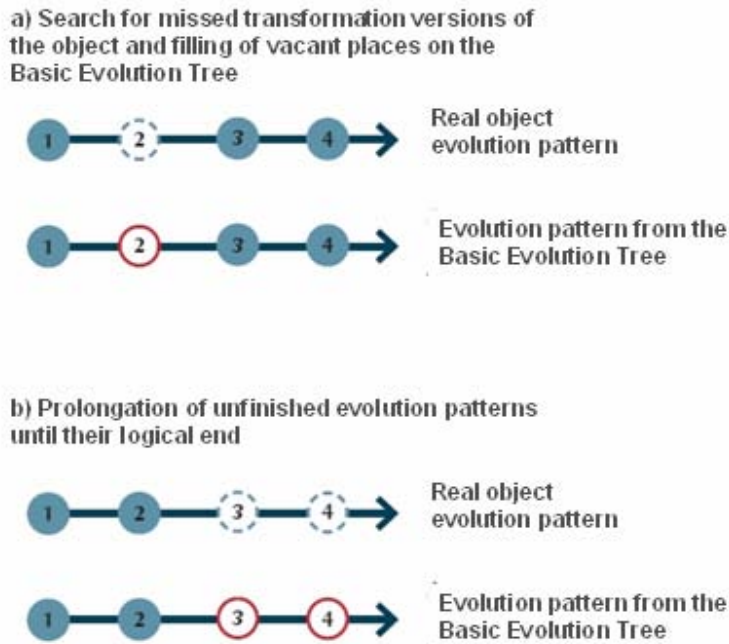 a) Search for missed transformation versions of
the object and filling of vacant places on the
Basic Evolution Tree
1 2 3 4
Real object
evolution pattern
1 2 3 4
Evolution pattern from the
Basic Evolution Tree
b) Prolongation of unfinished evolution patterns
until their logical end
1 2 3 4
Real object
evolution pattern
1 2 3 4
Evolution pattern from the
Basic Evolution Tree